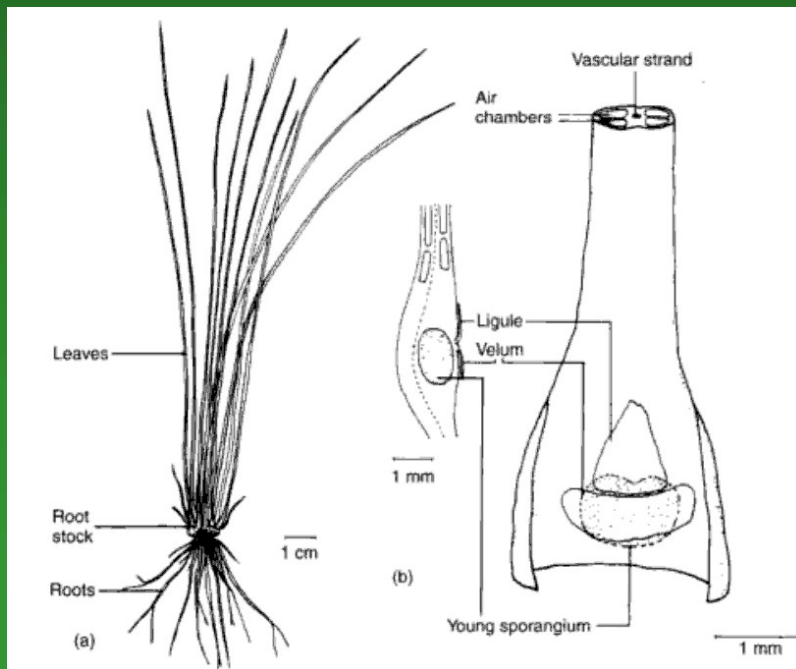 Vascular strand
Air
chambers
Ligule
Velum
Leaves
1 mm
Root
stock
1 cm
Roots
(a)
(b)
Young sporangium
1 mm